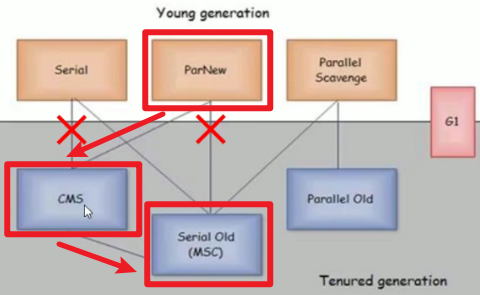 Young generation
Serial
ParNew
Parallel
Scavenge
G1
CMS
Serial Old
(MSC)
Parallel Old
Tenured generation